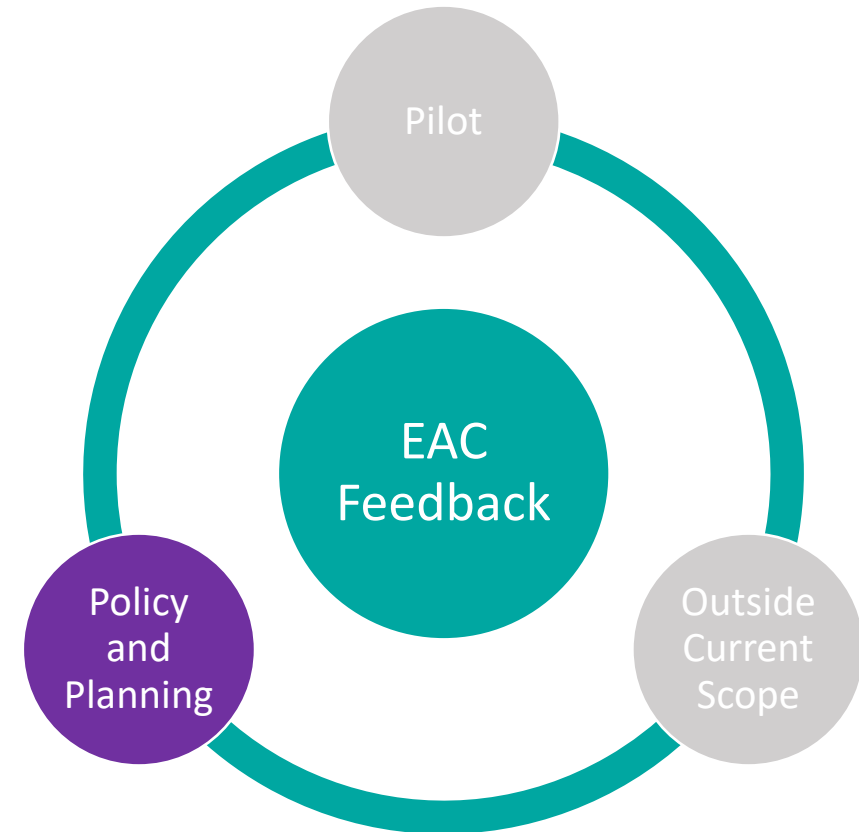 Pilot
EAC
Feedback
Policy
and
Planning
Outside
Current
Scope